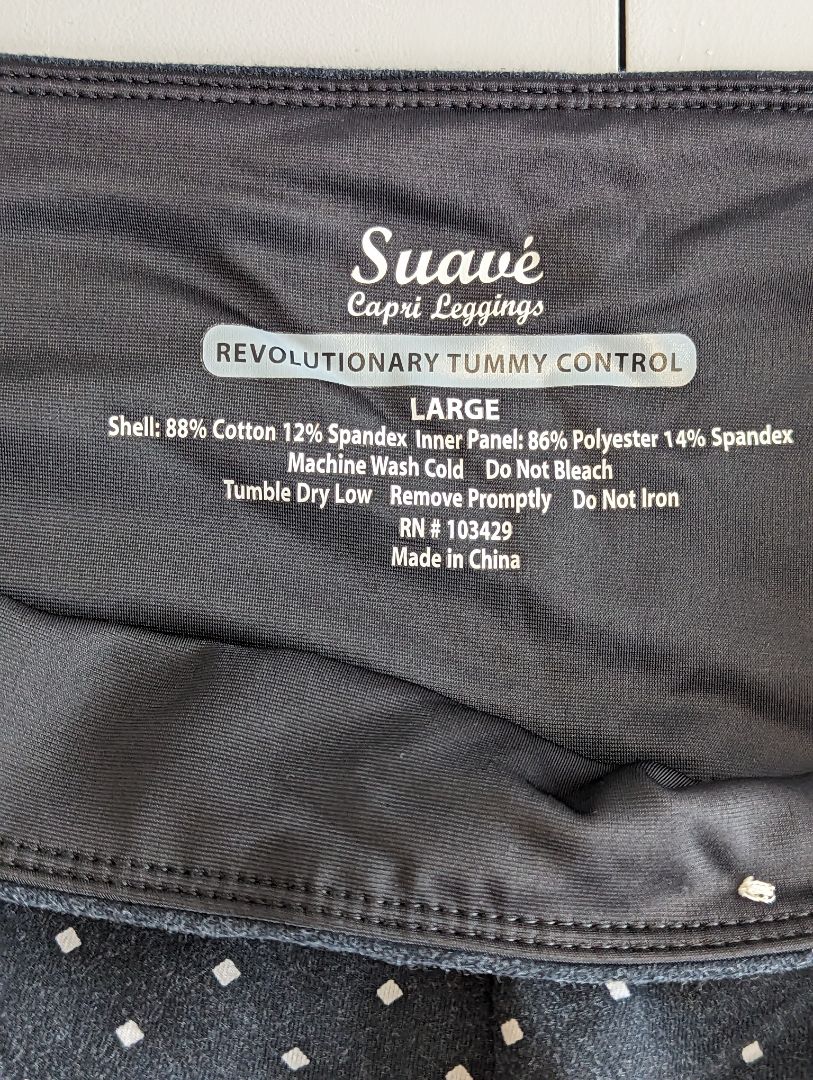 Suavé
Capri Leggings
REVOLUTIONARY TUMMY CONTROL
LARGE
Shell: 88% Cotton 12% Spandex Inner Panel: 86% Polyester 14% Spandex
Machine Wash Cold Do Not Bleach
Tumble Dry Low Remove Promptly Do Not Iron
RN # 103429
Made in China